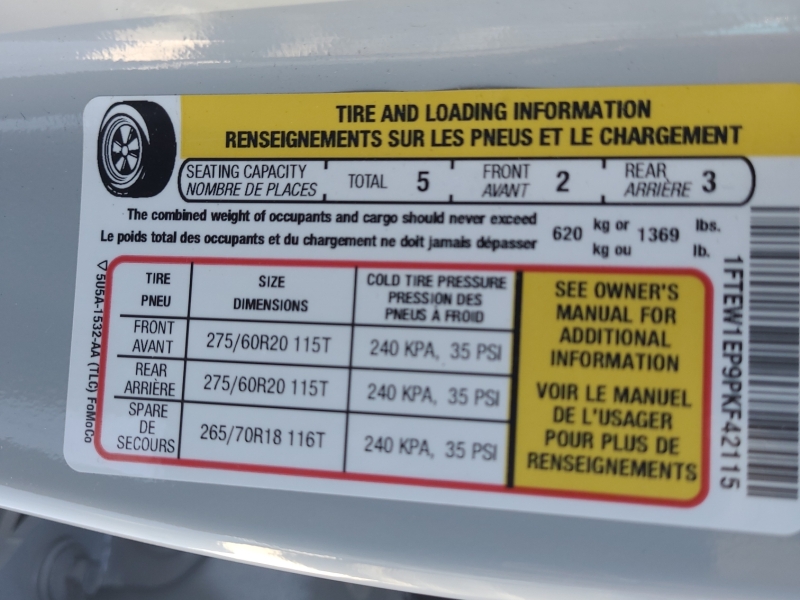 TIRE AND LOADING INFORMATION
RENSEIGNEMENTS SUR LES PNEUS ET LE CHARGEMENT
SEATING CAPACITY
NOMBRE DE PLACES
TOTAL 5
FRONT
AVANT 2
REAR
ARRIÈRE 3
The combined weight of occupants and cargo should never exceed
Le poids total des occupants et du chargement ne doit jamais dépasser
620 kg or 1369 lbs.
kg ou lb.
TIRE
PNEU
SIZE
DIMENSIONS
COLD TIRE PRESSURE
PRESSION DES
PNEUS À FROID
FRONT
AVANT
275/60R20 115T
240 KPA, 35 PSI
REAR
ARRIÈRE
275/60R20 115T
240 KPA, 35 PSI
SPARE
DE
SECOURS
265/70R18 116T
240 KPA, 35 PSI
SEE OWNER'S
MANUAL FOR
ADDITIONAL
INFORMATION
VOIR LE MANUEL
DE L'USAGER
POUR PLUS DE
RENSEIGNEMENTS
5U5A-1532-AA (TLC) FoMoCo
1FTEW1EP9PKF42115